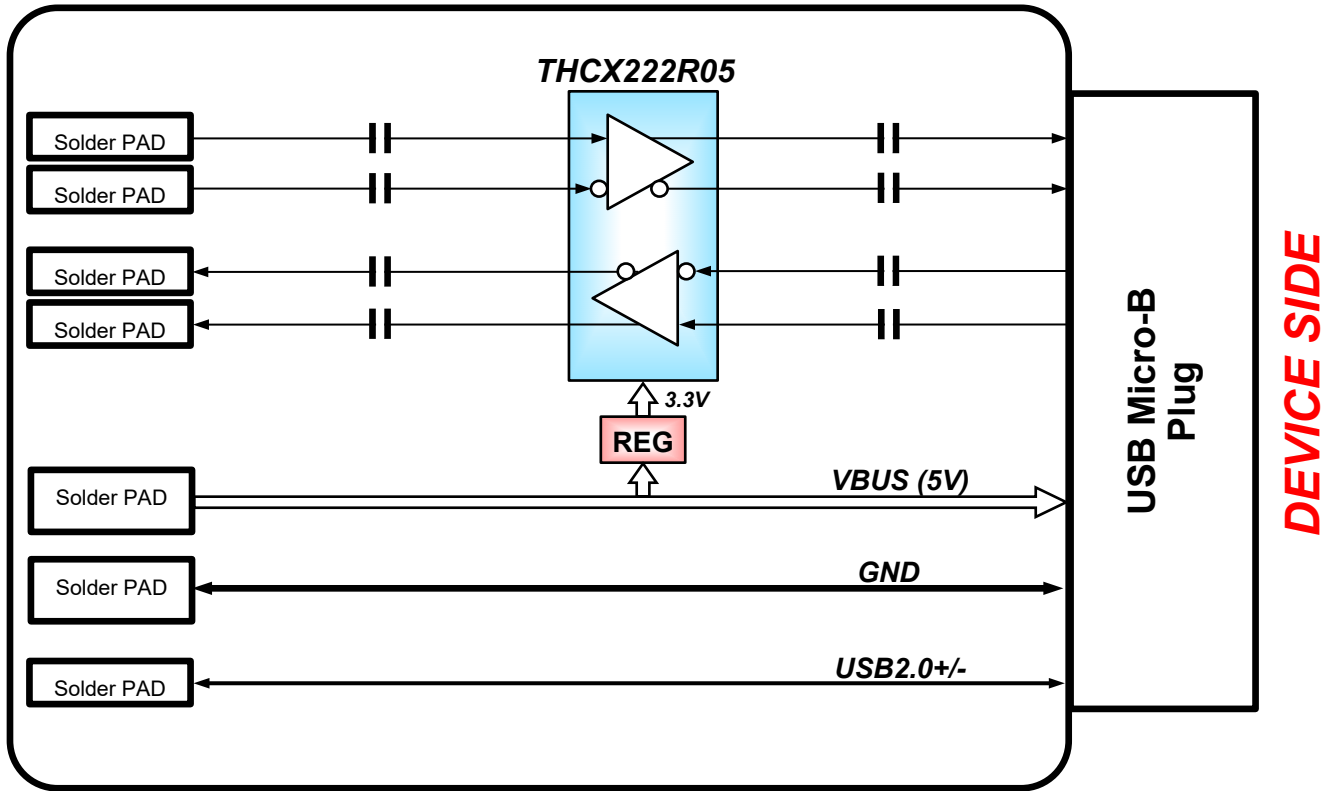 THCX222R05
Solder PAD
Solder PAD
Solder PAD
Solder PAD
3.3V
REG
Solder PAD
VBUS (5V)
Solder PAD
GND
Solder PAD
USB2.0+/-
USB Micro-B
Plug
DEVICE SIDE